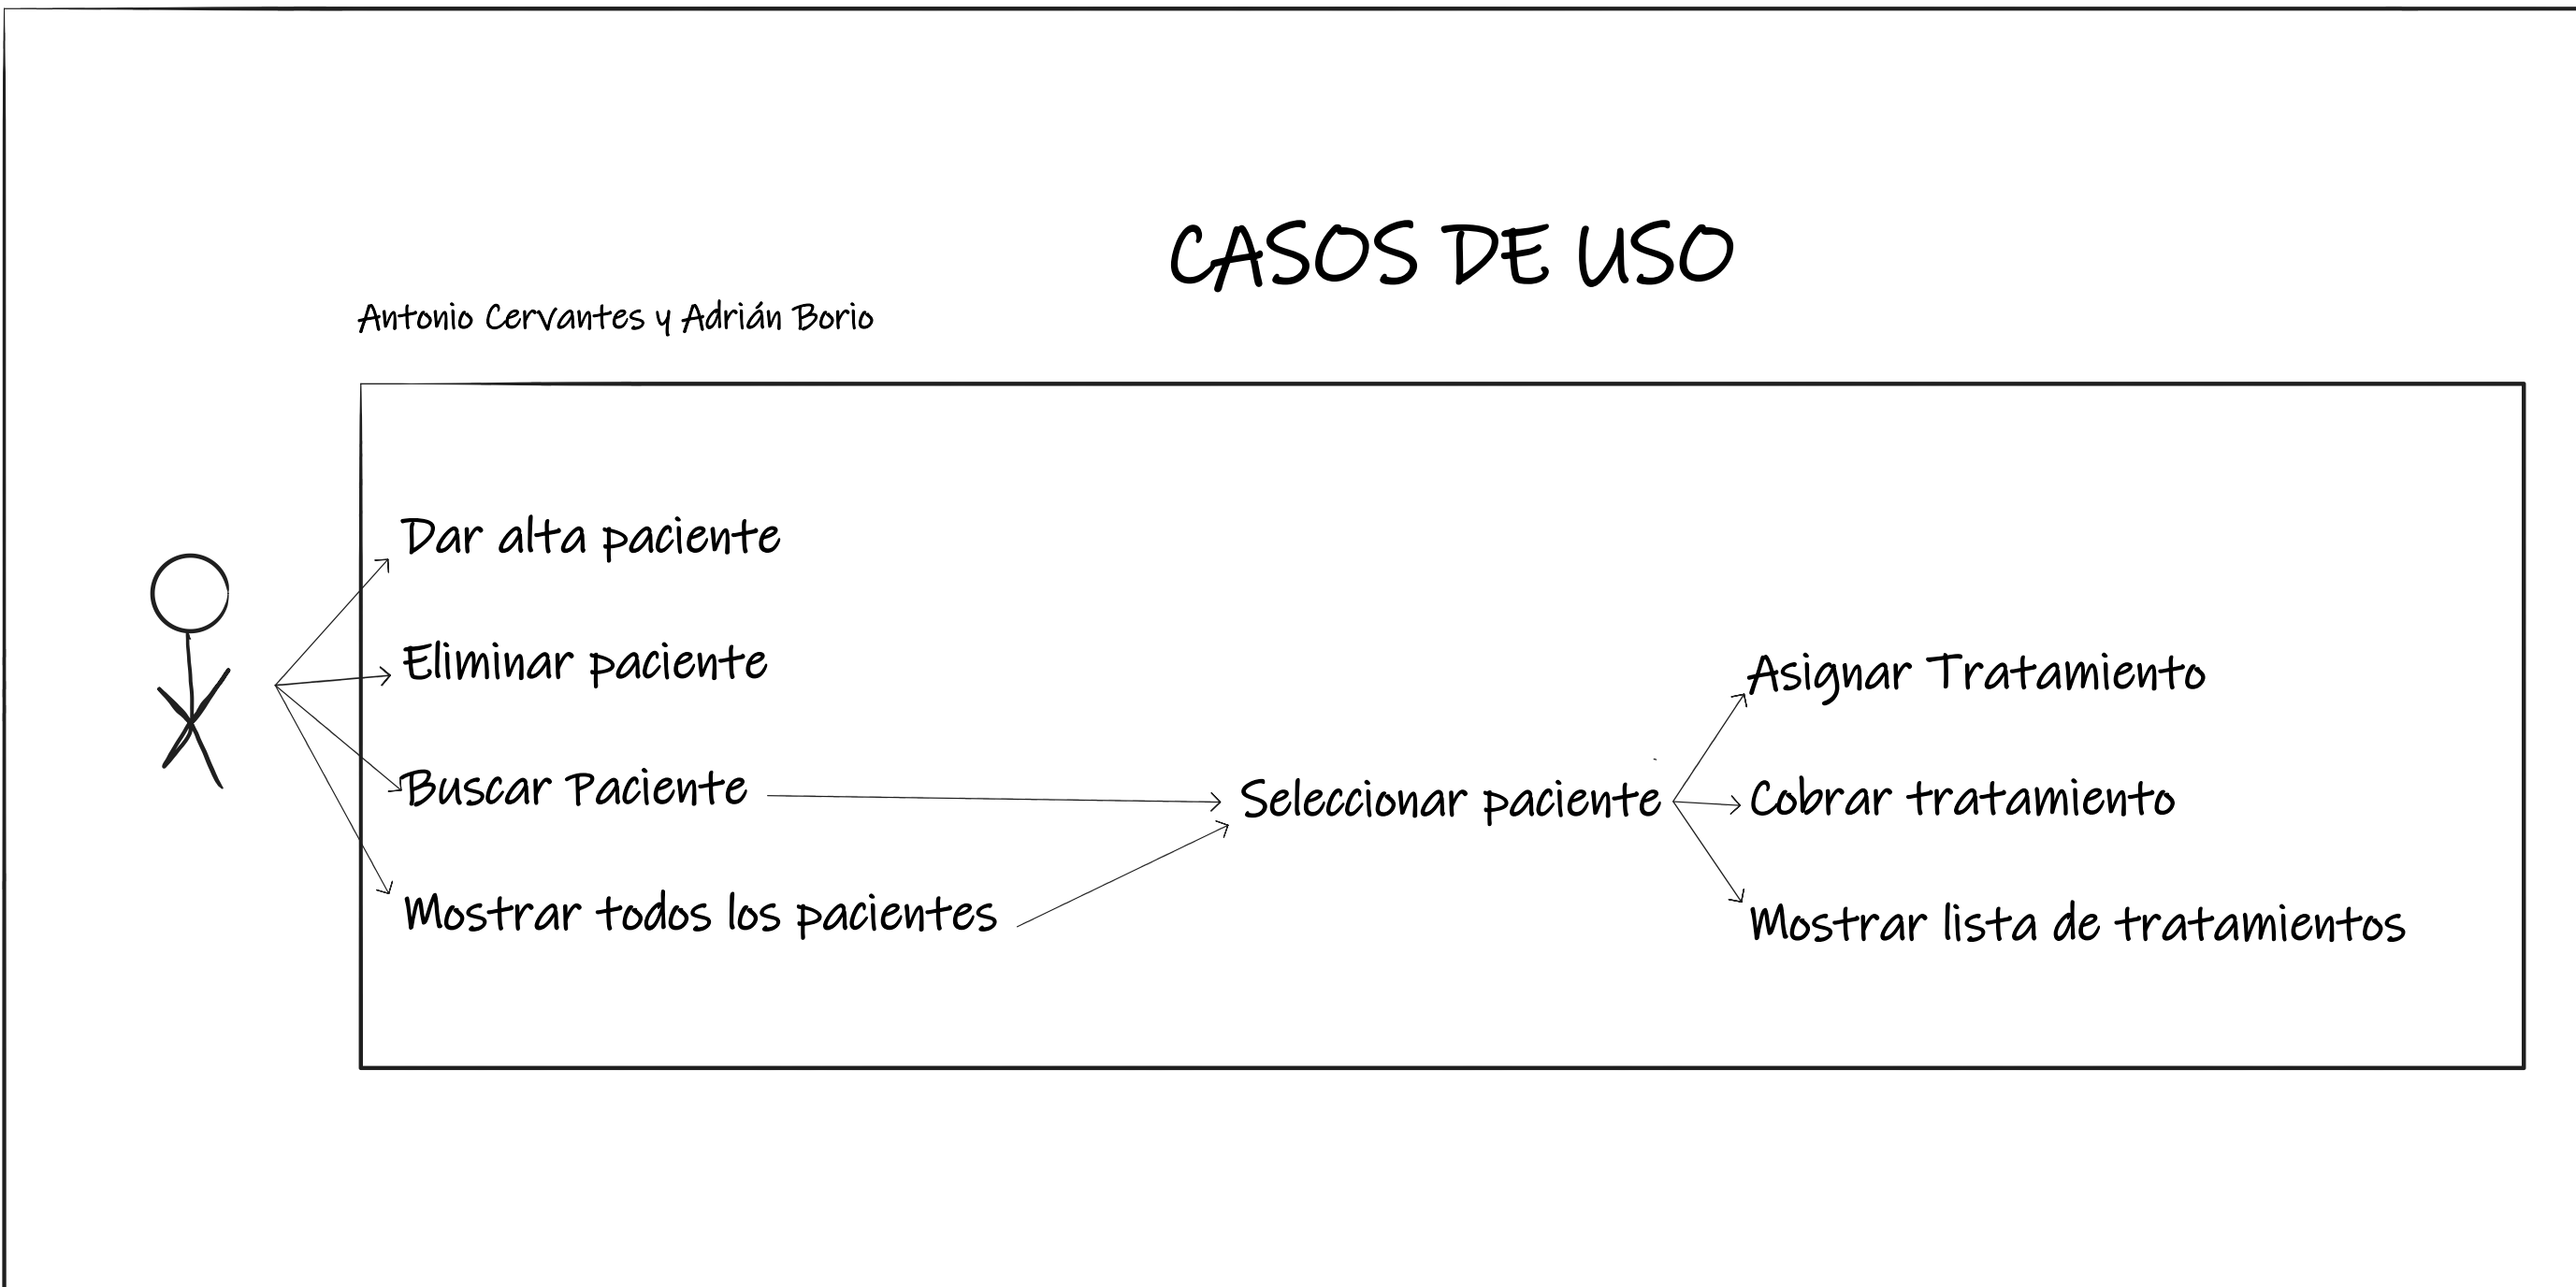 CASOS DE USO
Antonio Cervantes y Adrián Borio
Dar alta paciente
Eliminar paciente
Buscar Paciente
Mostrar todos los pacientes
Seleccionar paciente
Asignar Tratamiento
Cobrar tratamiento
Mostrar lista de tratamientos